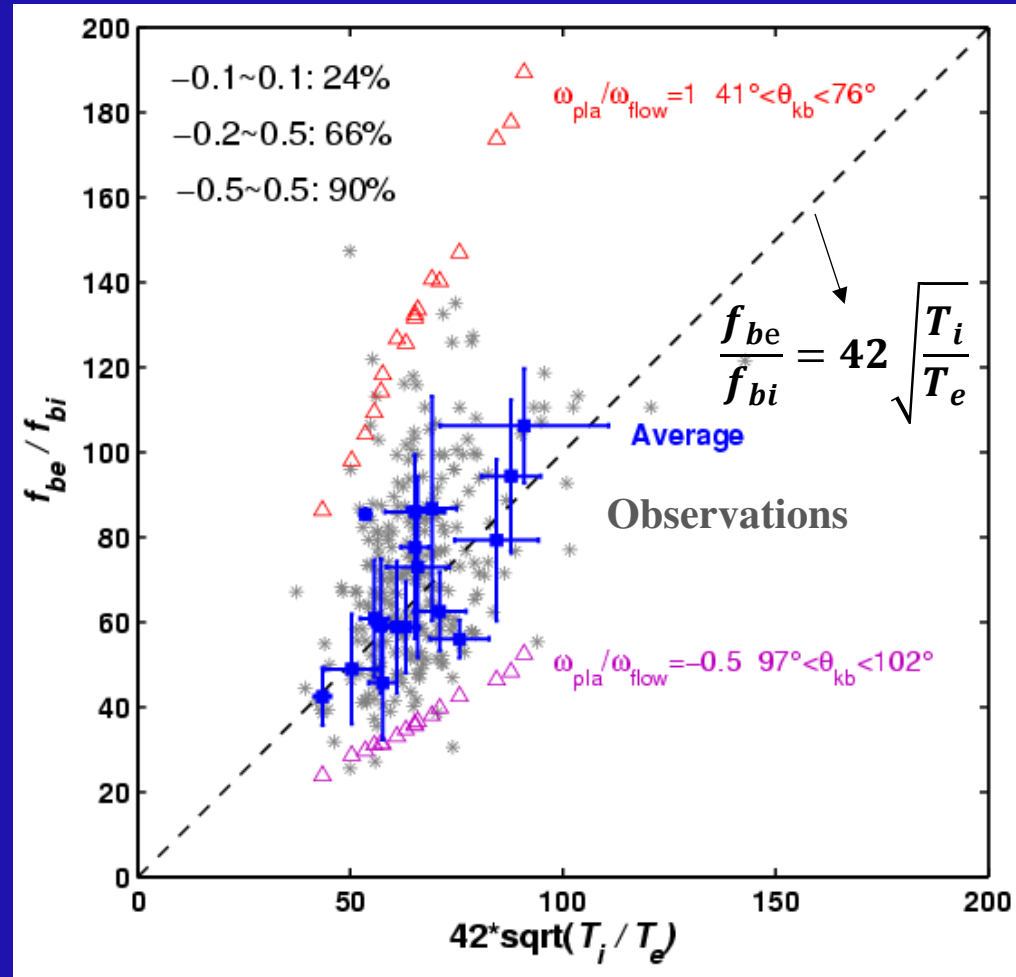 200
180
160
140
120
100
80
60
40
20
0
f_be / f_bi
−0.1~0.1: 24%
−0.2~0.5: 66%
−0.5~0.5: 90%
ω_pla/ω_flow=1 41°<θ_kb<76°
f_be/f_bi = 42 √(T_i/T_e)
Average
Observations
ω_pla/ω_flow=−0.5 97°<θ_kb<102°
0 50 100 150 200
42*sqrt(T_i / T_e)